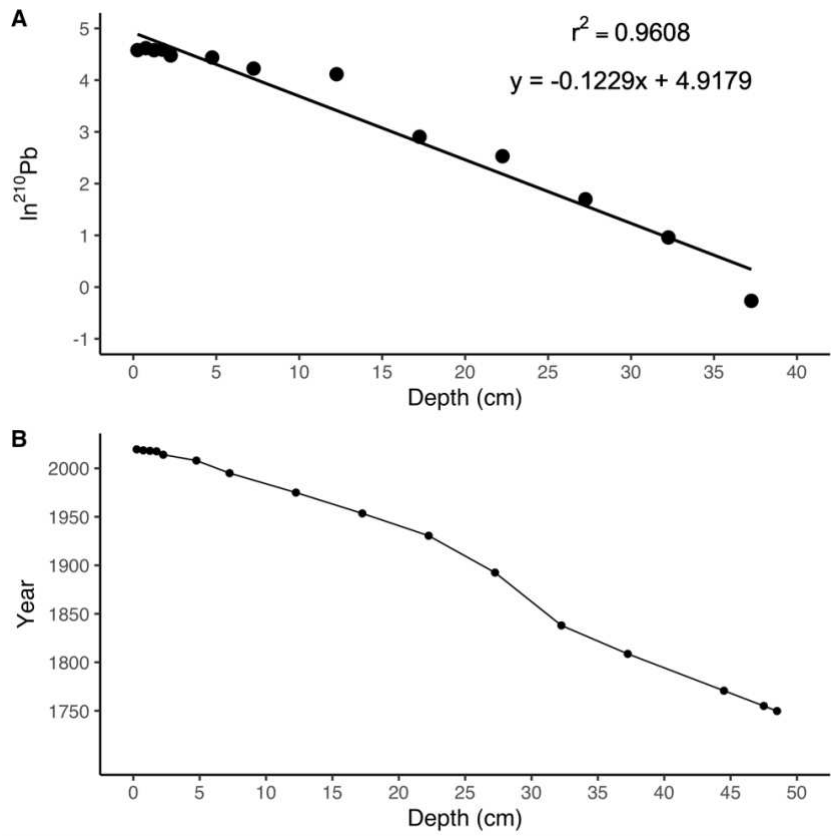 A
r² = 0.9608
y = -0.1229x + 4.9179
ln²¹⁰Pb
5
4
3
2
1
0
-1
0 5 10 15 20 25 30 35 40
Depth (cm)
B
Year
2000
1950
1900
1850
1800
1750
0 5 10 15 20 25 30 35 40 45 50
Depth (cm)